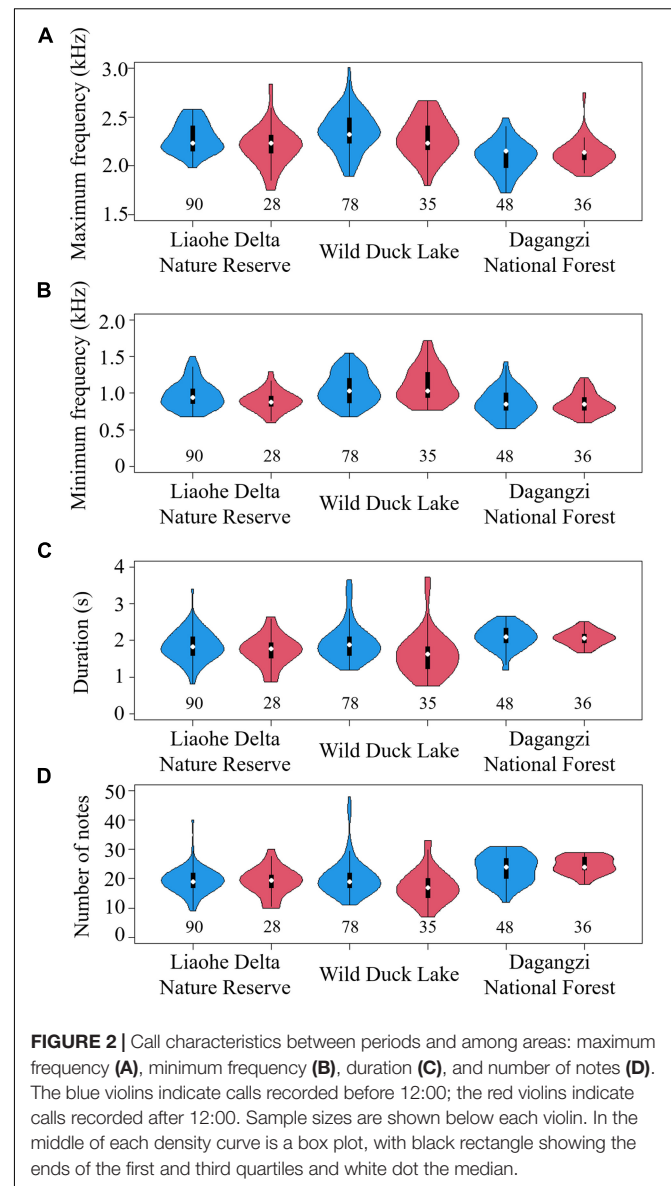 A
Maximum frequency (kHz)
3.0
2.5
2.0
1.5
90 28 78 35 48 36
Liaohe Delta
Nature Reserve
Wild Duck Lake
Dagangzi
National Forest
B
Minimum frequency (kHz)
2.0
1.5
1.0
0.5
0
90 28 78 35 48 36
Liaohe Delta
Nature Reserve
Wild Duck Lake
Dagangzi
National Forest
C
Duration (s)
4
3
2
1
0
90 28 78 35 48 36
Liaohe Delta
Nature Reserve
Wild Duck Lake
Dagangzi
National Forest
D
Number of notes
50
40
30
20
10
0
90 28 78 35 48 36
Liaohe Delta
Nature Reserve
Wild Duck Lake
Dagangzi
National Forest
FIGURE 2 | Call characteristics between periods and among areas: maximum
frequency (A), minimum frequency (B), duration (C), and number of notes (D).
The blue violins indicate calls recorded before 12:00; the red violins indicate
calls recorded after 12:00. Sample sizes are shown below each violin. In the
middle of each density curve is a box plot, with black rectangle showing the
ends of the first and third quartiles and white dot the median.